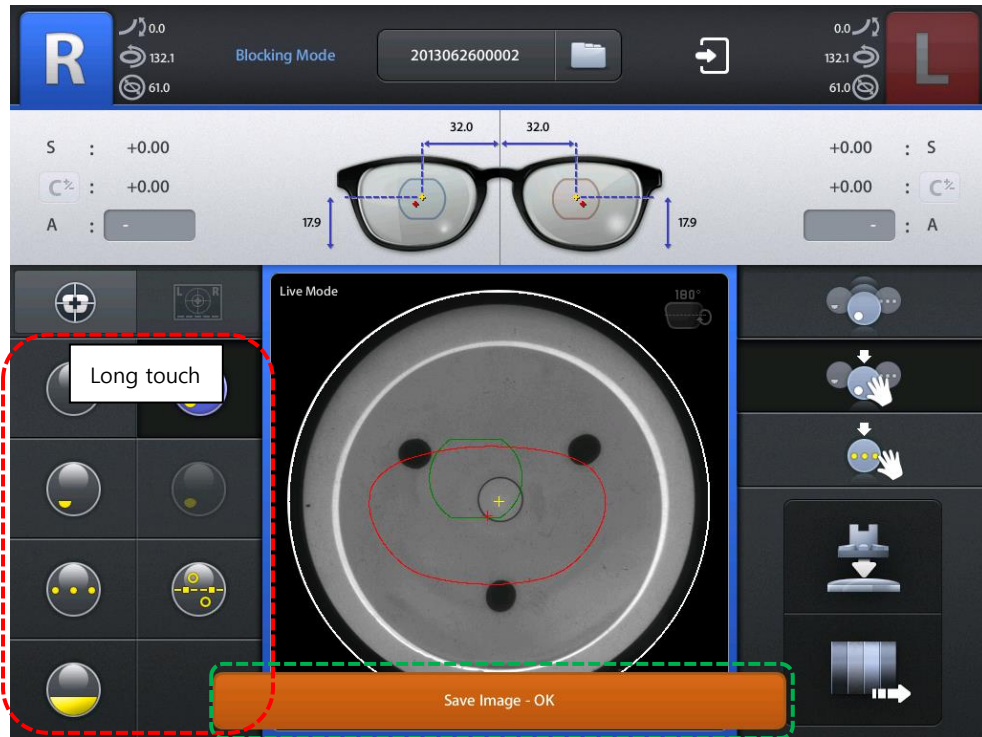 R
0.0
132.1
61.0
Blocking Mode
2013062600002
0.0
132.1
61.0
L
S : +0.00
C+/- : +0.00
A : -
32.0 32.0
17.9
17.9
+0.00 : S
+0.00 : C+/-
- : A
L R
Live Mode
180°
Long touch
Save Image - OK